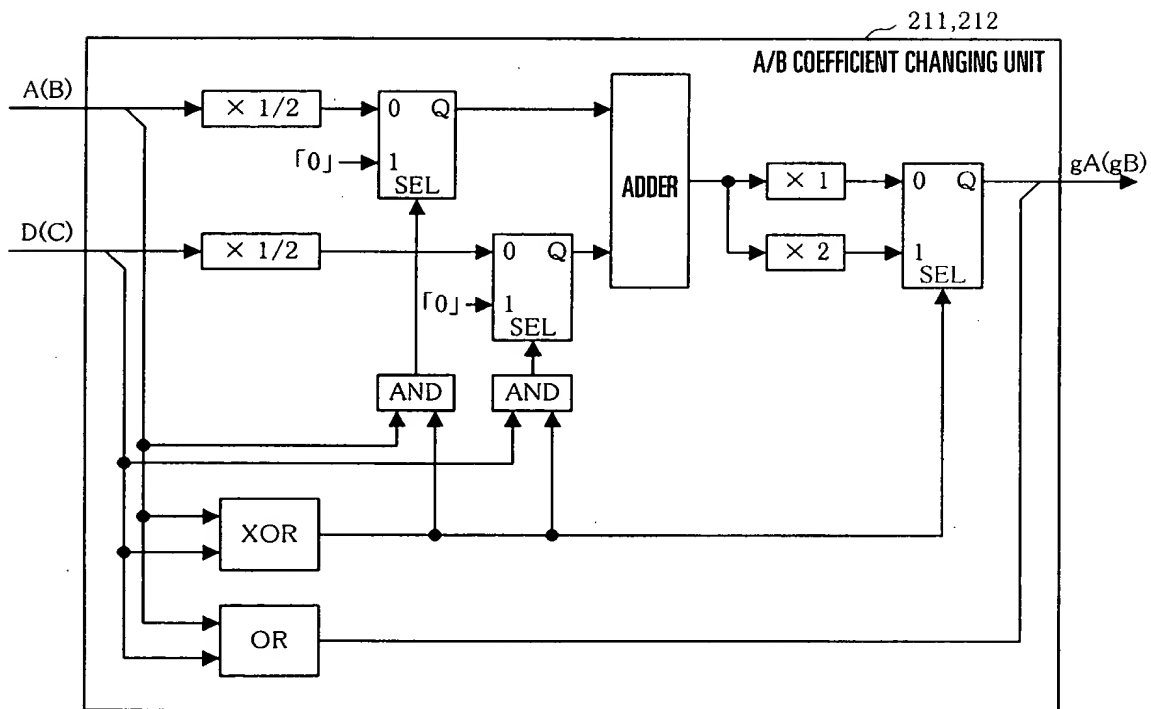 211,212
A/B COEFFICIENT CHANGING UNIT
A(B)
× 1/2
0 Q
「0」
1
SEL
ADDER
× 1
0 Q
gA(gB)
D(C)
× 1/2
0 Q
× 2
1
SEL
「0」
1
SEL
AND
AND
XOR
OR